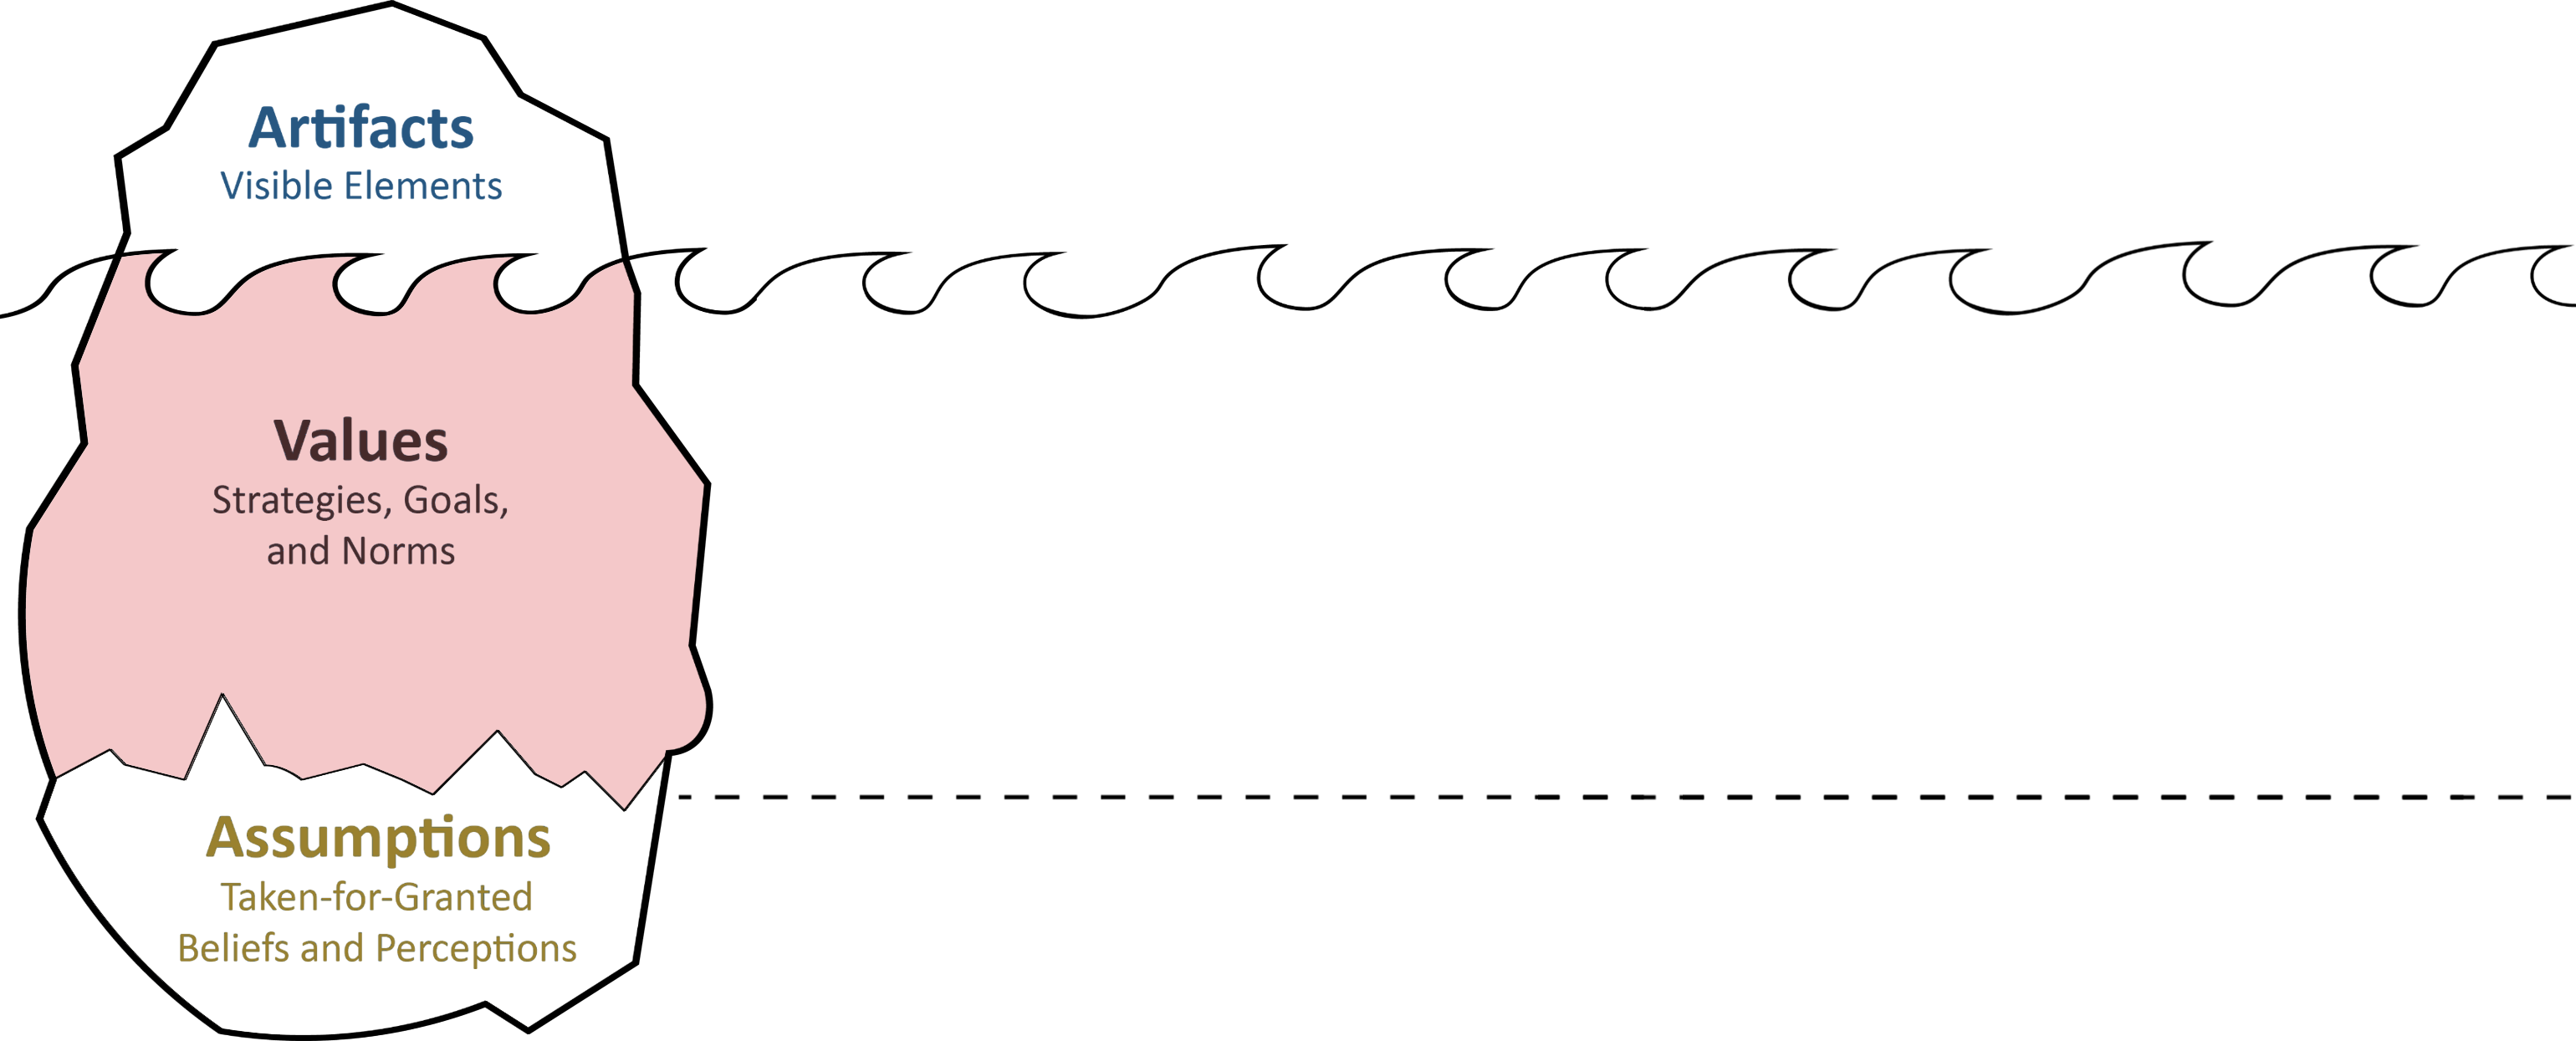 Artifacts
Visible Elements
Values
Strategies, Goals,
and Norms
Assumptions
Taken-for-Granted
Beliefs and Perceptions